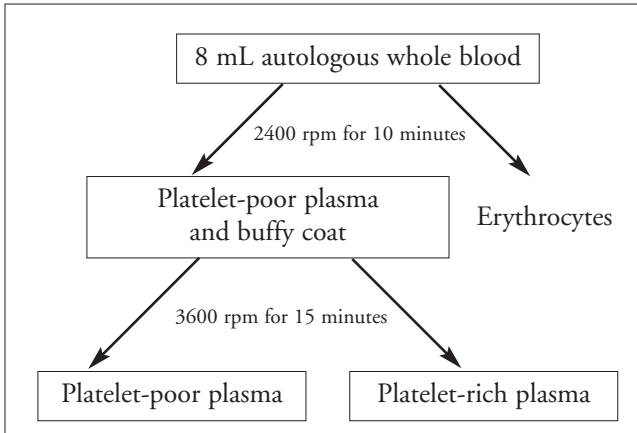 8 mL autologous whole blood
2400 rpm for 10 minutes
Platelet-poor plasma
and buffy coat
Erythrocytes
3600 rpm for 15 minutes
Platelet-poor plasma
Platelet-rich plasma